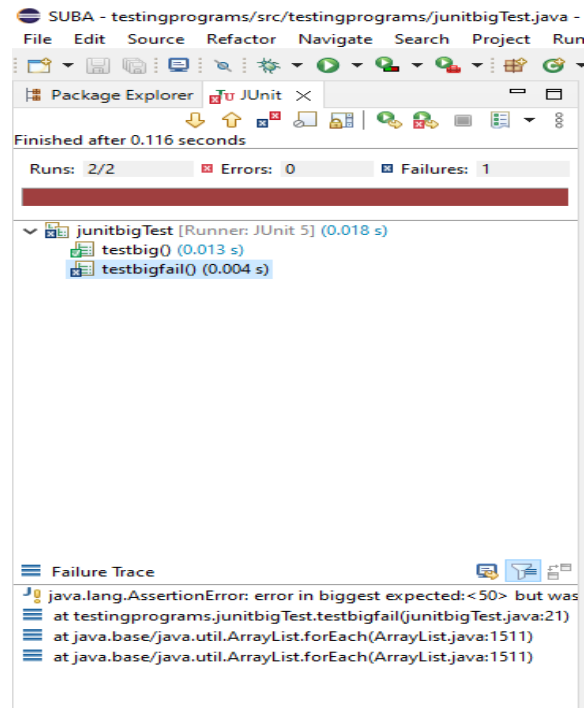 SUBA - testingprograms/src/testingprograms/junitbigTest.java -
File Edit Source Refactor Navigate Search Project Run
Package Explorer JUnit
Finished after 0.116 seconds
Runs: 2/2 Errors: 0 Failures: 1
junitbigTest [Runner: JUnit 5] (0.018 s)
testbig() (0.013 s)
testbigfail() (0.004 s)
Failure Trace
java.lang.AssertionError: error in biggest expected:<50> but was
at testingprograms.junitbigTest.testbigfail(junitbigTest.java:21)
at java.base/java.util.ArrayList.forEach(ArrayList.java:1511)
at java.base/java.util.ArrayList.forEach(ArrayList.java:1511)